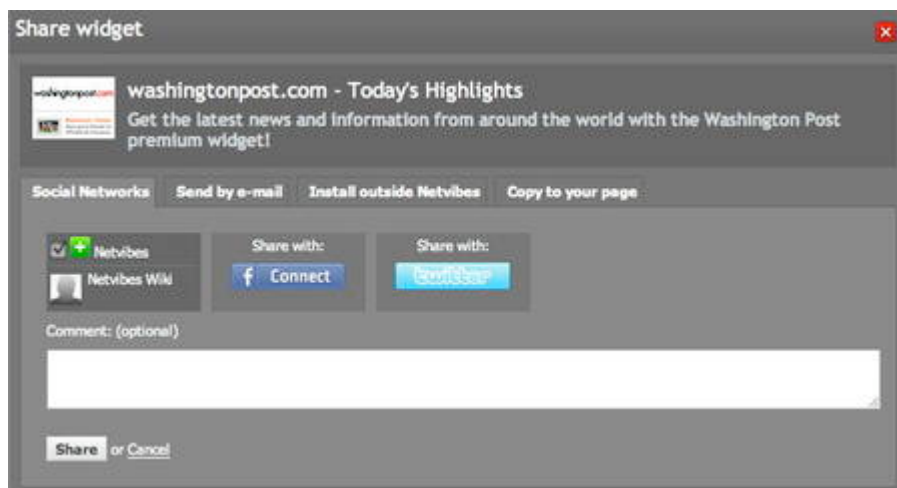 Share widget
washingtonpost.com
washingtonpost.com - Today's Highlights
Get the latest news and information from around the world with the Washington Post
premium widget!
Social Networks Send by e-mail Install outside Netvibes Copy to your page
Netvibes
Netvibes Wiki
Share with:
f Connect
Share with:
twitter
Comment: (optional)
Share or Cancel